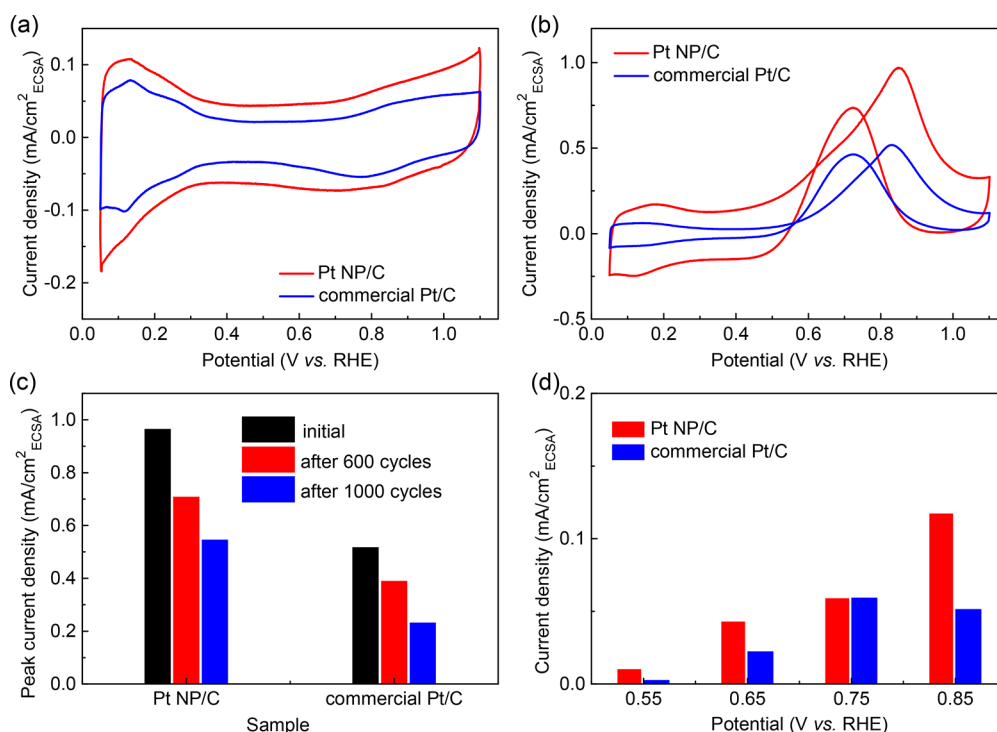 (a)
Current density (mA/cm²ECSA)
0.1
0.0
-0.1
-0.2
Pt NP/C
commercial Pt/C
0.0 0.2 0.4 0.6 0.8 1.0
Potential (V vs. RHE)
(b)
Current density (mA/cm²ECSA)
1.0
0.5
0.0
-0.5
Pt NP/C
commercial Pt/C
0.0 0.2 0.4 0.6 0.8 1.0
Potential (V vs. RHE)
(c)
Peak current density (mA/cm²ECSA)
1.0
0.8
0.6
0.4
0.2
0.0
initial
after 600 cycles
after 1000 cycles
Pt NP/C commercial Pt/C
Sample
(d)
Current density (mA/cm²ECSA)
0.2
0.1
0.0
Pt NP/C
commercial Pt/C
0.55 0.65 0.75 0.85
Potential (V vs. RHE)